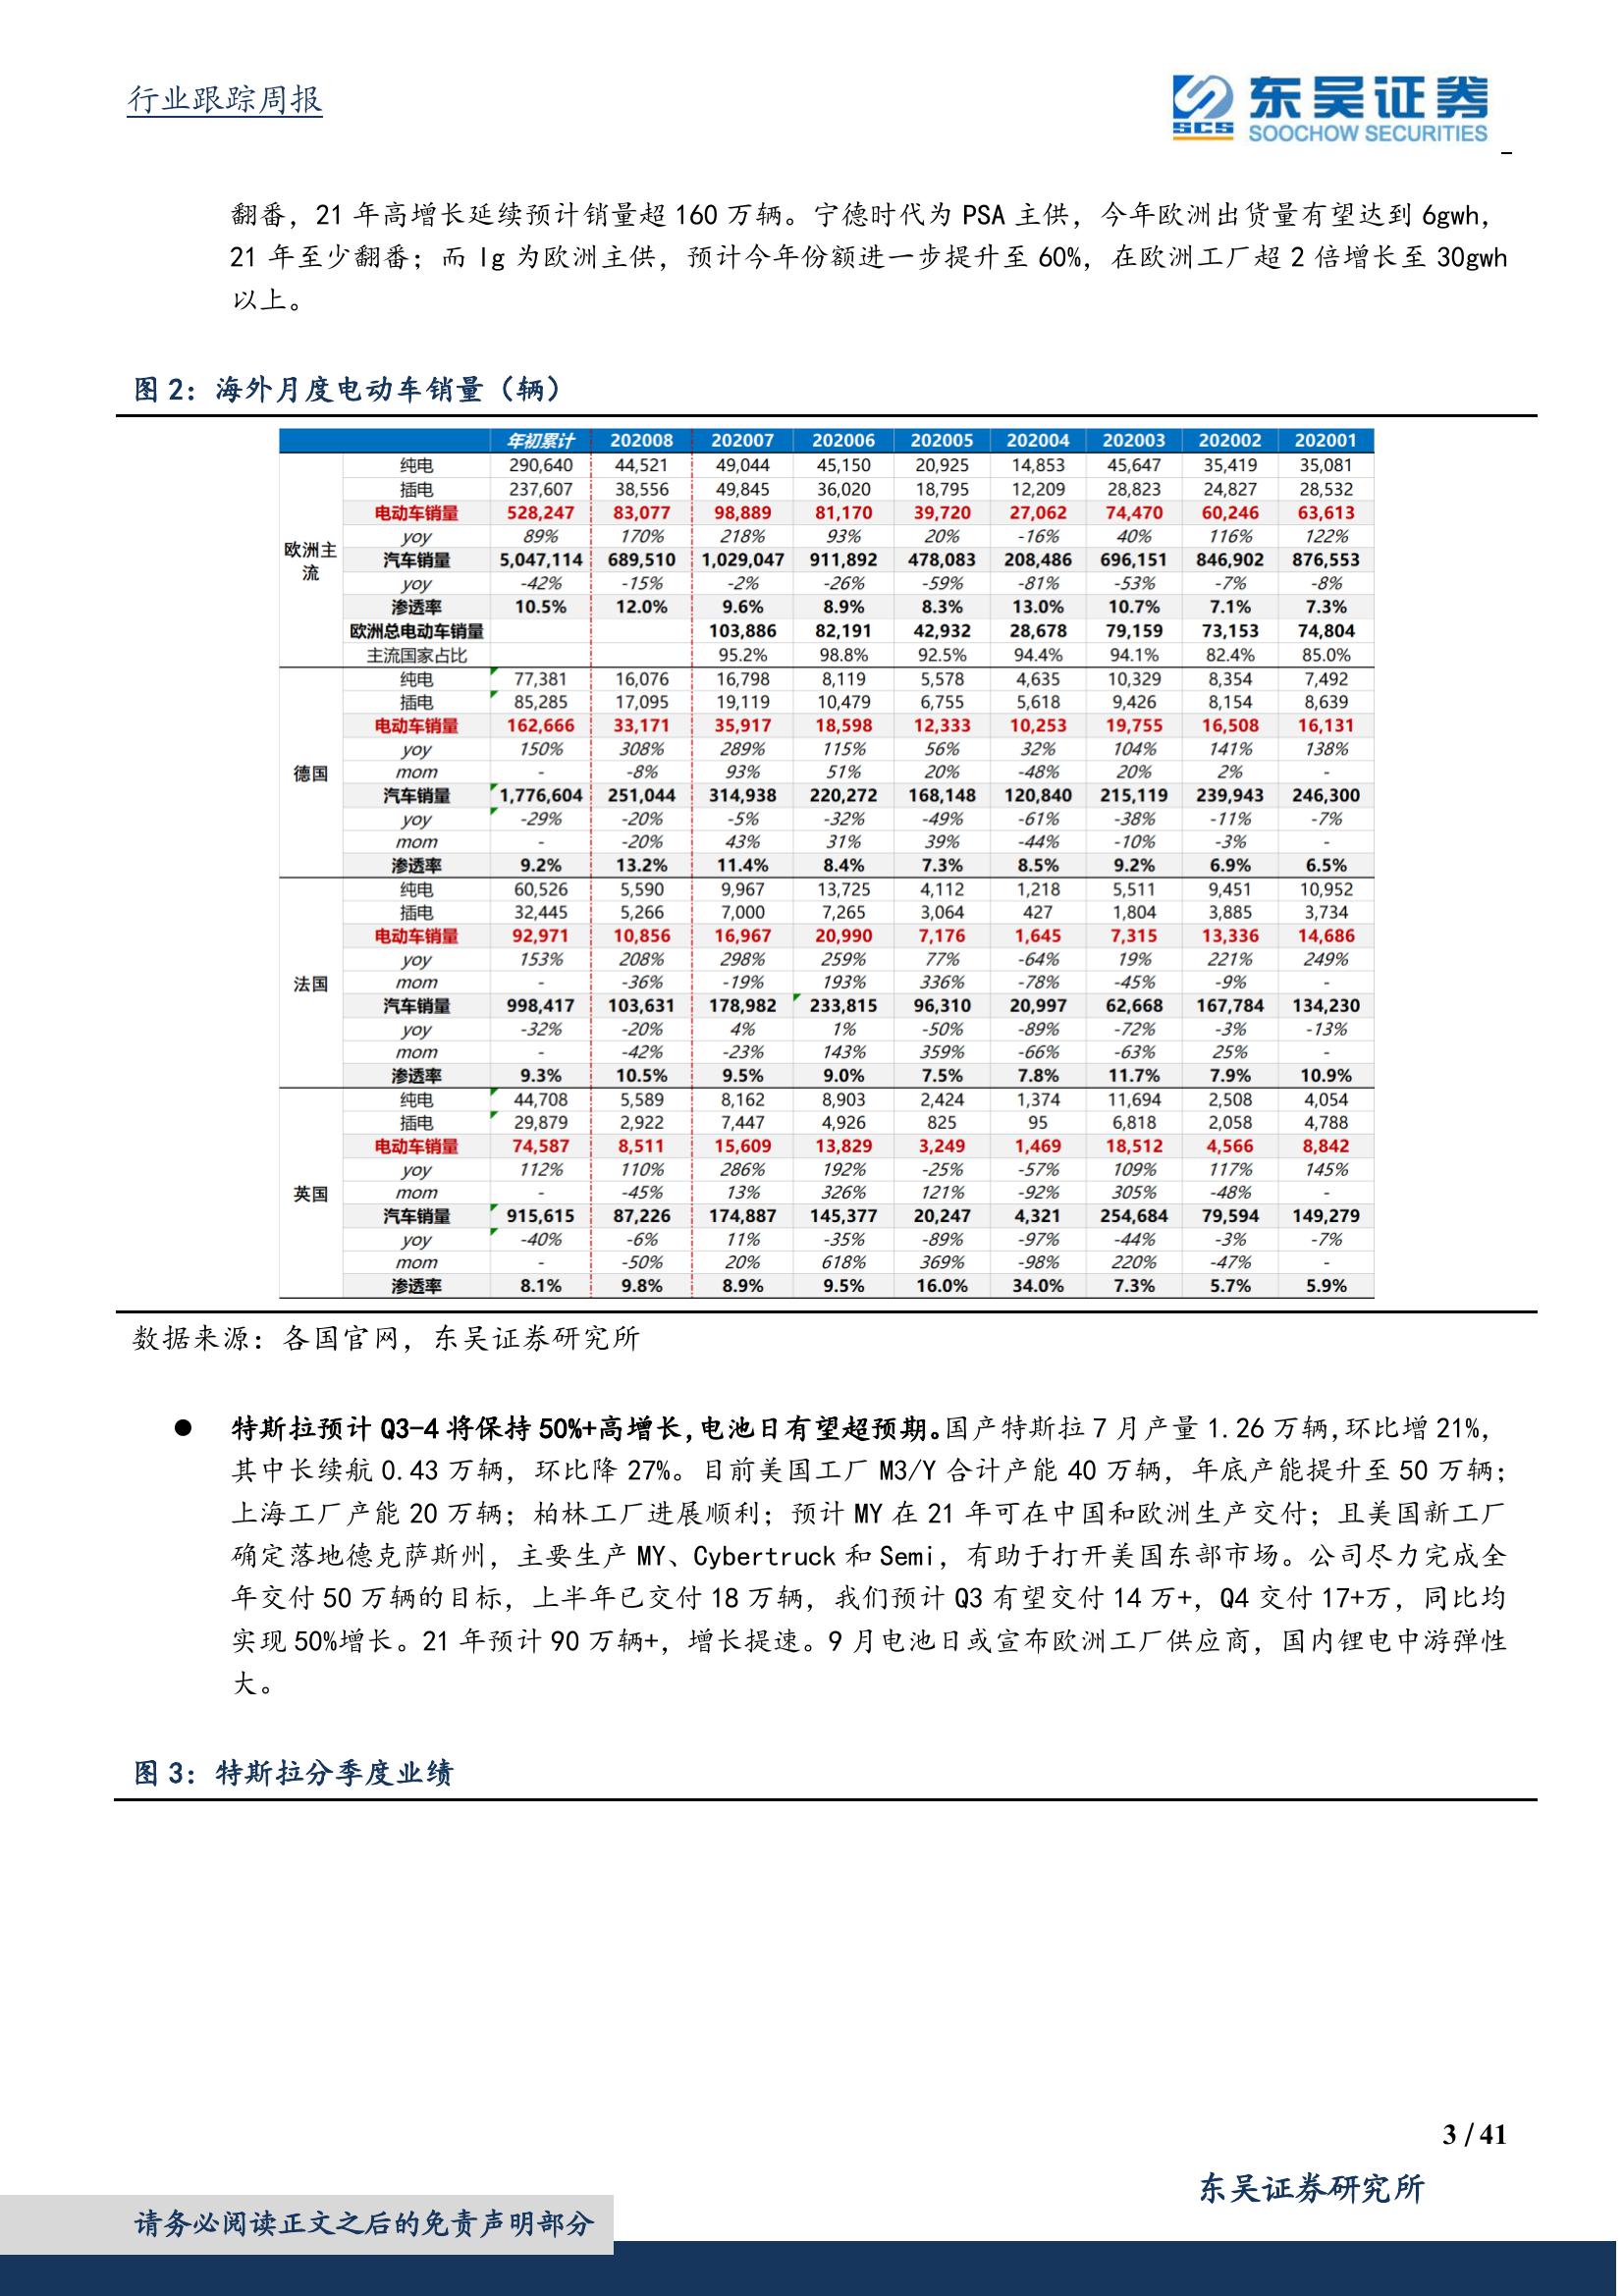 行业跟踪周报
SCS 东吴证券
SOOCHOW SECURITIES
翻番，21 年高增长延续预计销量超 160 万辆。宁德时代为 PSA 主供，今年欧洲出货量有望达到 6gwh，
21 年至少翻番；而 lg 为欧洲主供，预计今年份额进一步提升至 60%，在欧洲工厂超 2 倍增长至 30gwh
以上。
图 2：海外月度电动车销量（辆）
年初累计 202008 202007 202006 202005 202004 202003 202002 202001
欧洲主流
纯电 290,640 44,521 49,044 45,150 20,925 14,853 45,647 35,419 35,081
插电 237,607 38,556 49,845 36,020 18,795 12,209 28,823 24,827 28,532
电动车销量 528,247 83,077 98,889 81,170 39,720 27,062 74,470 60,246 63,613
yoy 89% 170% 218% 93% 20% -16% 40% 116% 122%
汽车销量 5,047,114 689,510 1,029,047 911,892 478,083 208,486 696,151 846,902 876,553
yoy -42% -15% -2% -26% -59% -81% -53% -7% -8%
渗透率 10.5% 12.0% 9.6% 8.9% 8.3% 13.0% 10.7% 7.1% 7.3%
欧洲总电动车销量 103,886 82,191 42,932 28,678 79,159 73,153 74,804
主流国家占比 95.2% 98.8% 92.5% 94.4% 94.1% 82.4% 85.0%
德国
纯电 77,381 16,076 16,798 8,119 5,578 4,635 10,329 8,354 7,492
插电 85,285 17,095 19,119 10,479 6,755 5,618 9,426 8,154 8,639
电动车销量 162,666 33,171 35,917 18,598 12,333 10,253 19,755 16,508 16,131
yoy 150% 308% 289% 115% 56% 32% 104% 141% 138%
mom - -8% 93% 51% 20% -48% 20% 2% -
汽车销量 1,776,604 251,044 314,938 220,272 168,148 120,840 215,119 239,943 246,300
yoy -29% -20% -5% -32% -49% -61% -38% -11% -7%
mom - -20% 43% 31% 39% -44% -10% -3% -
渗透率 9.2% 13.2% 11.4% 8.4% 7.3% 8.5% 9.2% 6.9% 6.5%
法国
纯电 60,526 5,590 9,967 13,725 4,112 1,218 5,511 9,451 10,952
插电 32,445 5,266 7,000 7,265 3,064 427 1,804 3,885 3,734
电动车销量 92,971 10,856 16,967 20,990 7,176 1,645 7,315 13,336 14,686
yoy 153% 208% 298% 259% 77% -64% 19% 221% 249%
mom - -36% -19% 193% 336% -78% -45% -9% -
汽车销量 998,417 103,631 178,982 233,815 96,310 20,997 62,668 167,784 134,230
yoy -32% -20% 4% 1% -50% -89% -72% -3% -13%
mom - -42% -23% 143% 359% -66% -63% 25% -
渗透率 9.3% 10.5% 9.5% 9.0% 7.5% 7.8% 11.7% 7.9% 10.9%
英国
纯电 44,708 5,589 8,162 8,903 2,424 1,374 11,694 2,508 4,054
插电 29,879 2,922 7,447 4,926 825 95 6,818 2,058 4,788
电动车销量 74,587 8,511 15,609 13,829 3,249 1,469 18,512 4,566 8,842
yoy 112% 110% 286% 192% -25% -57% 109% 117% 145%
mom - -45% 13% 326% 121% -92% 305% -48% -
汽车销量 915,615 87,226 174,887 145,377 20,247 4,321 254,684 79,594 149,279
yoy -40% -6% 11% -35% -89% -97% -44% -3% -7%
mom - -50% 20% 618% 369% -98% 220% -47% -
渗透率 8.1% 9.8% 8.9% 9.5% 16.0% 34.0% 7.3% 5.7% 5.9%
数据来源：各国官网，东吴证券研究所
● 特斯拉预计 Q3-4 将保持 50%+高增长，电池日有望超预期。国产特斯拉 7 月产量 1.26 万辆，环比增 21%，
其中长续航 0.43 万辆，环比降 27%。目前美国工厂 M3/Y 合计产能 40 万辆，年底产能提升至 50 万辆；
上海工厂产能 20 万辆；柏林工厂进展顺利；预计 MY 在 21 年可在中国和欧洲生产交付；且美国新工厂
确定落地德克萨斯州，主要生产 MY、Cybertruck 和 Semi，有助于打开美国东部市场。公司尽力完成全
年交付 50 万辆的目标，上半年已交付 18 万辆，我们预计 Q3 有望交付 14 万+，Q4 交付 17+万，同比均
实现 50%增长。21 年预计 90 万辆+，增长提速。9 月电池日或宣布欧洲工厂供应商，国内锂电中游弹性
大。
图 3：特斯拉分季度业绩
3 / 41
东吴证券研究所
请务必阅读正文之后的免责声明部分